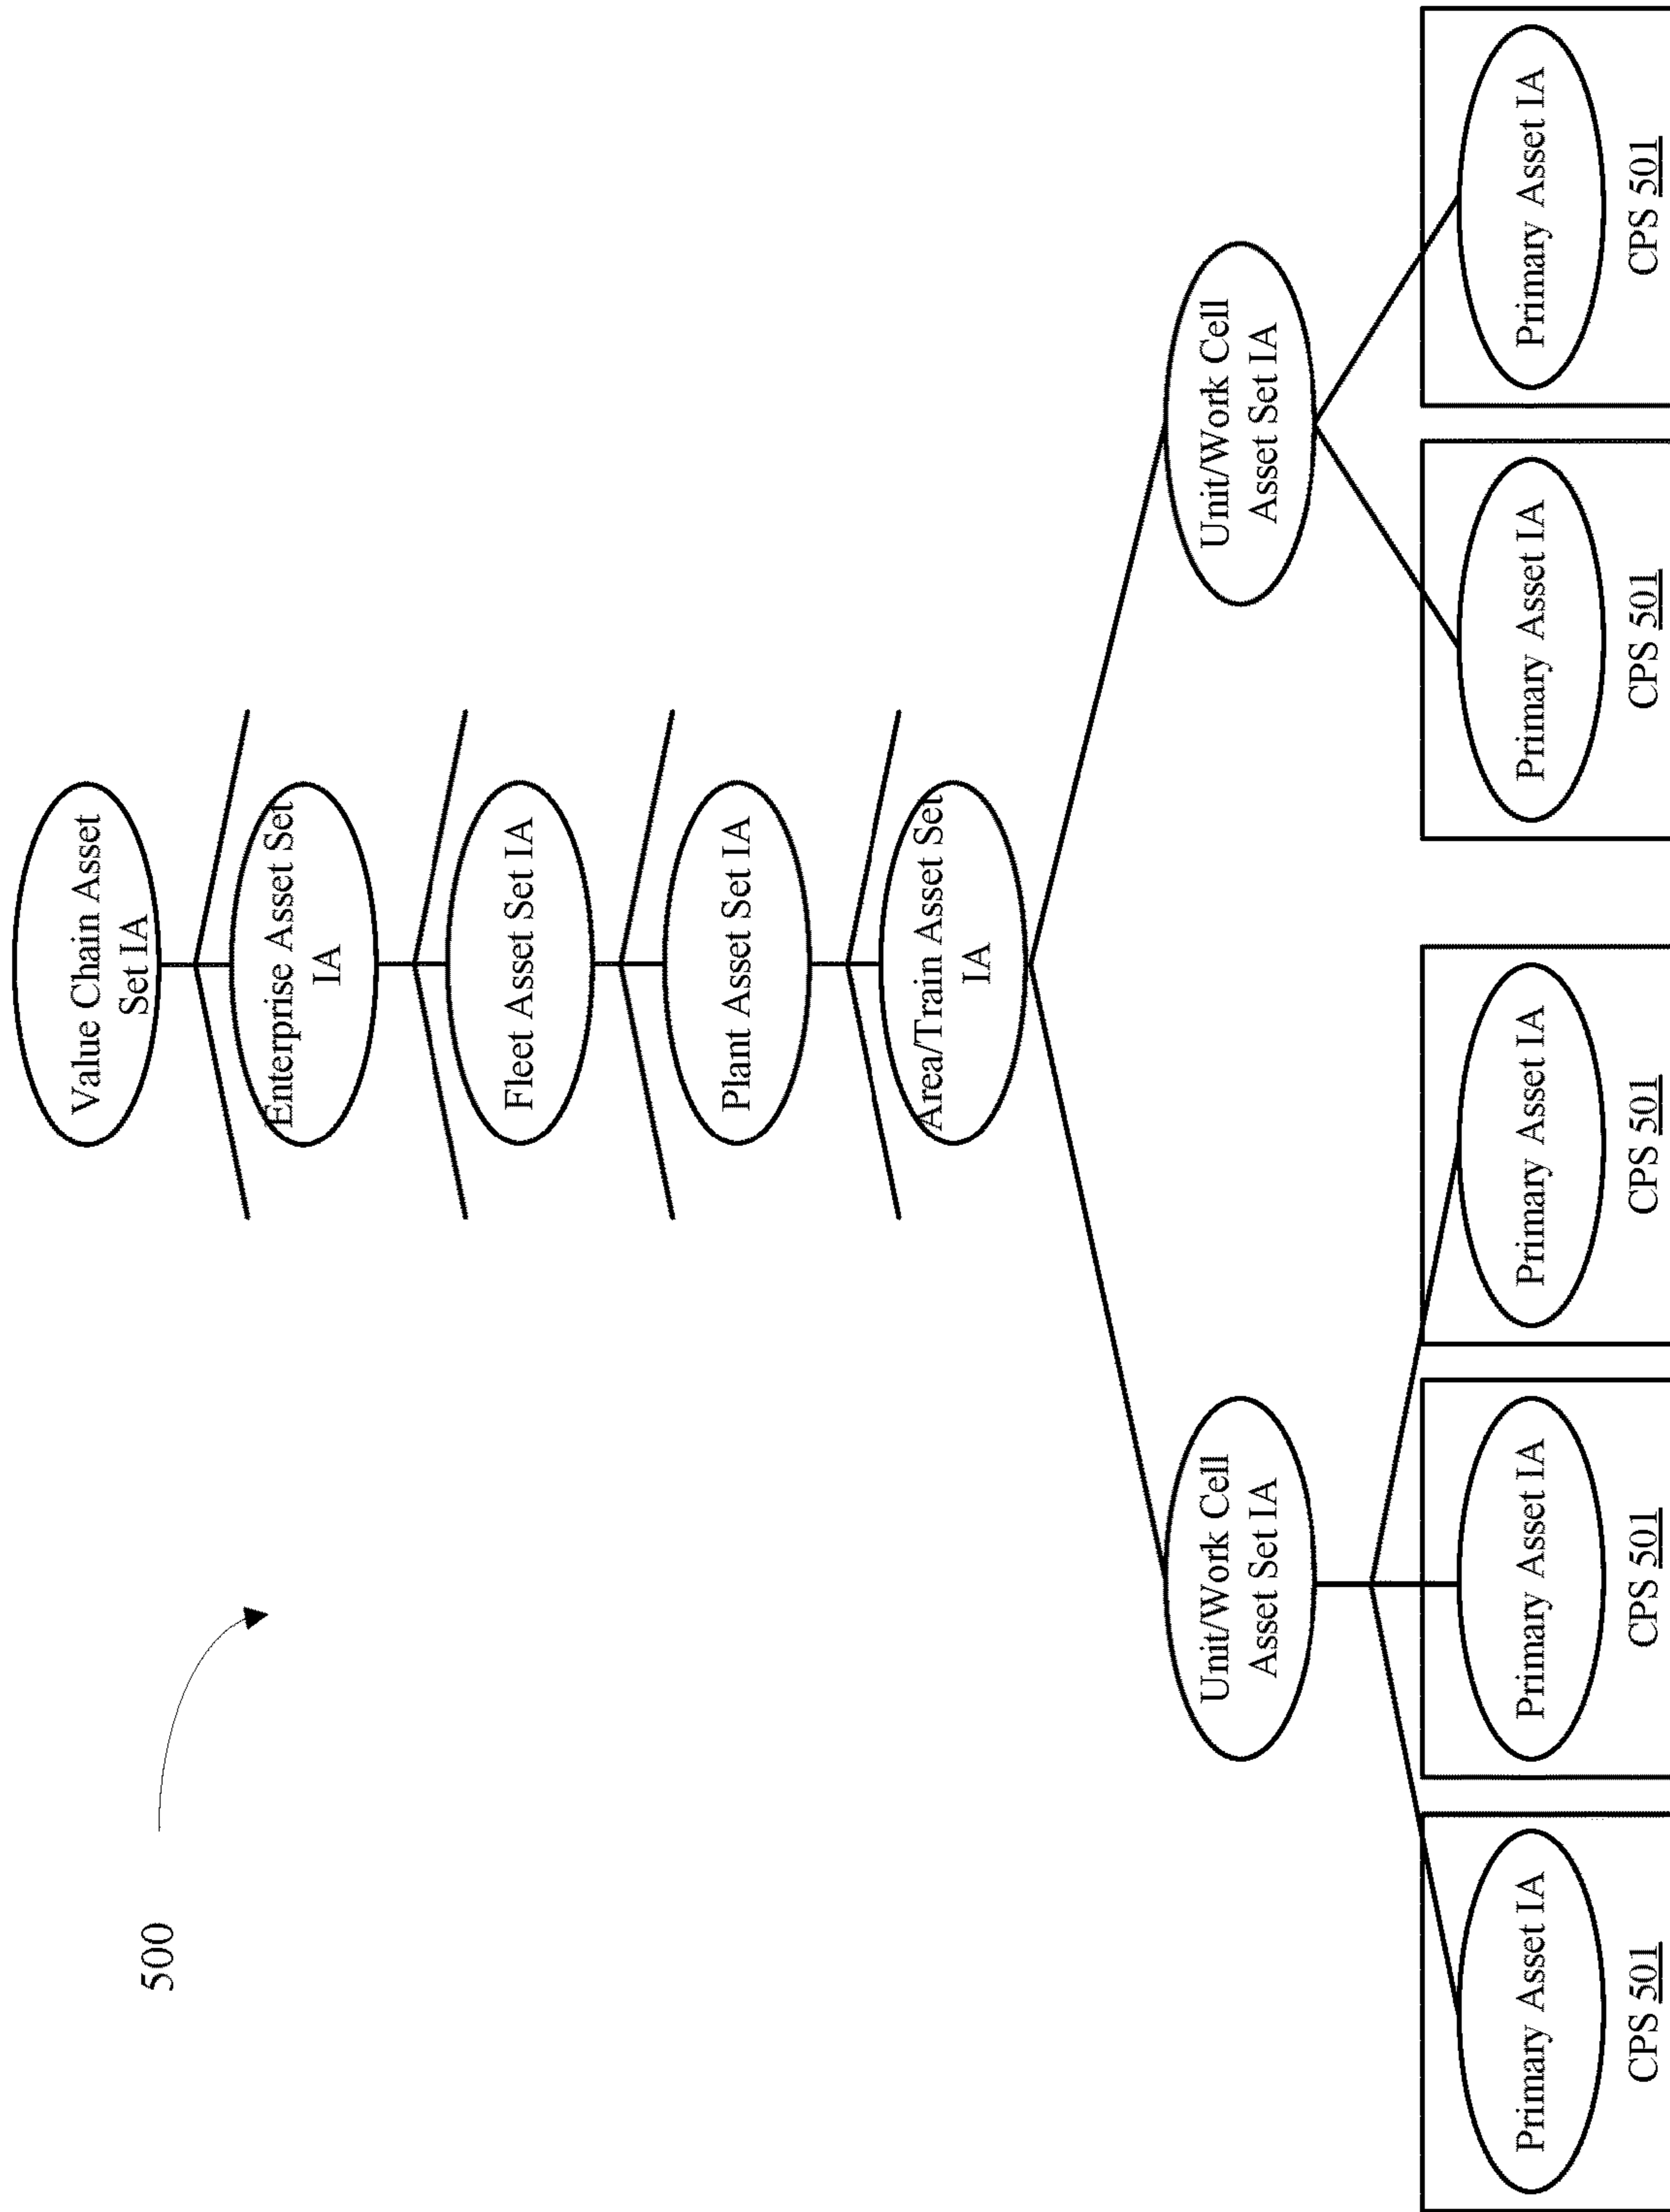 500
Value Chain Asset
Set IA
Enterprise Asset Set
IA
Fleet Asset Set IA
Plant Asset Set IA
Area/Train Asset Set
IA
Unit/Work Cell
Asset Set IA
Unit/Work Cell
Asset Set IA
Primary Asset IA
CPS 501
Primary Asset IA
CPS 501
Primary Asset IA
CPS 501
Primary Asset IA
CPS 501
Primary Asset IA
CPS 501